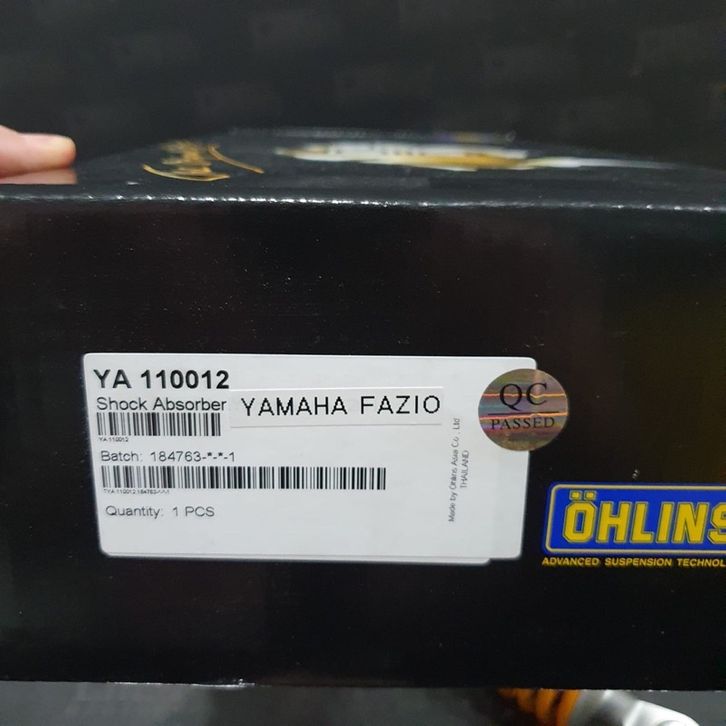 YA 110012
Shock Absorber
YAMAHA FAZIO
YA 110012
Batch: 184763-*-*-1
Quantity: 1 PCS
Made by Öhlins Asia Co., Ltd
THAILAND
QC
PASSED
ÖHLINS
ADVANCED SUSPENSION TECHNOL